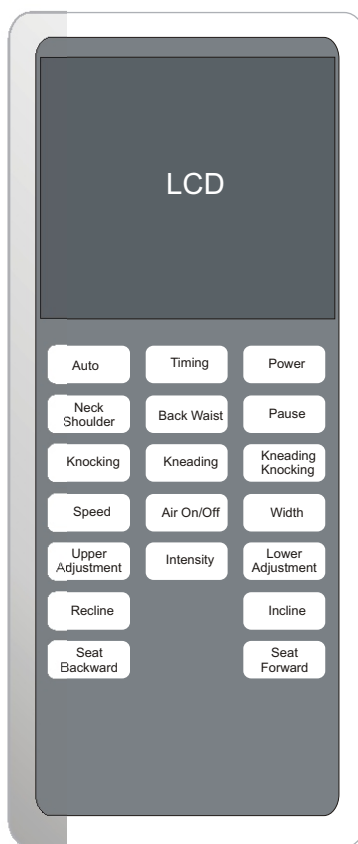 LCD
Auto
Timing
Power
Neck
Shoulder
Back Waist
Pause
Knocking
Kneading
Kneading
Knocking
Speed
Air On/Off
Width
Upper
Adjustment
Intensity
Lower
Adjustment
Recline
Incline
Seat
Backward
Seat
Forward